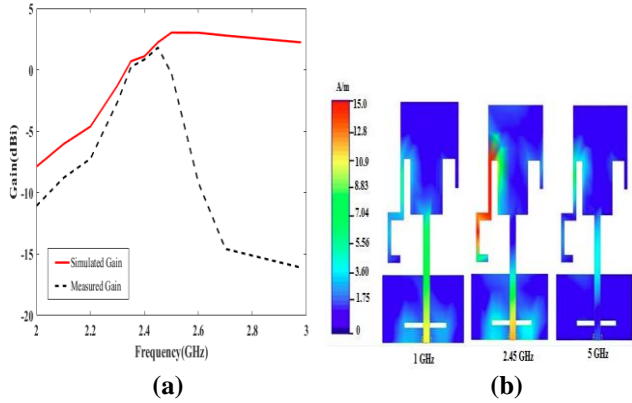 5
0
-5
-10
-15
-20
Gain(dBi)
Simulated Gain
Measured Gain
2 2.2 2.4 2.6 2.8 3
Frequency(GHz)
(a)
A/m
15.0
12.8
10.9
8.73
7.04
5.34
3.60
1.75
0
1 GHz 2.45 GHz 5 GHz
(b)